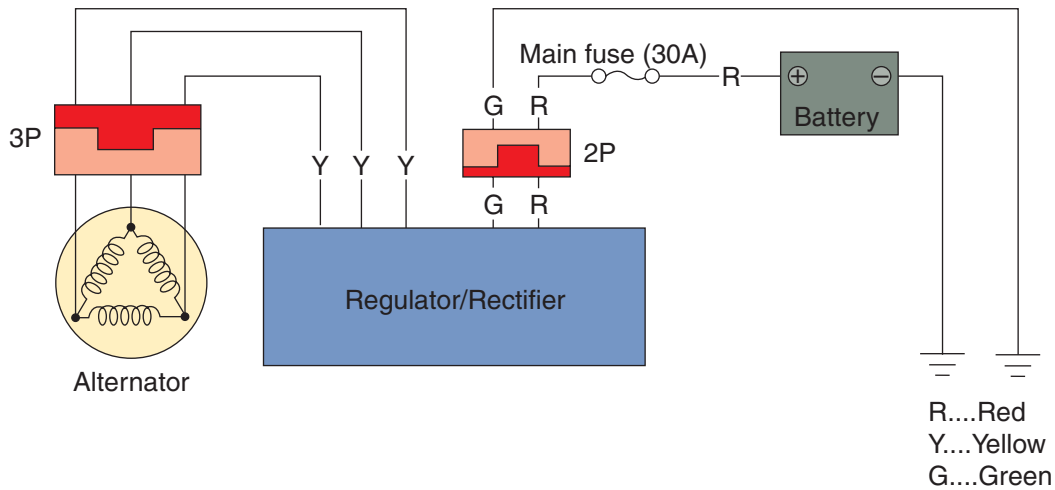 Main fuse (30A)
R
+
−
Battery
3P
G R
2P
Y Y Y
G R
Regulator/Rectifier
Alternator
R....Red
Y....Yellow
G....Green